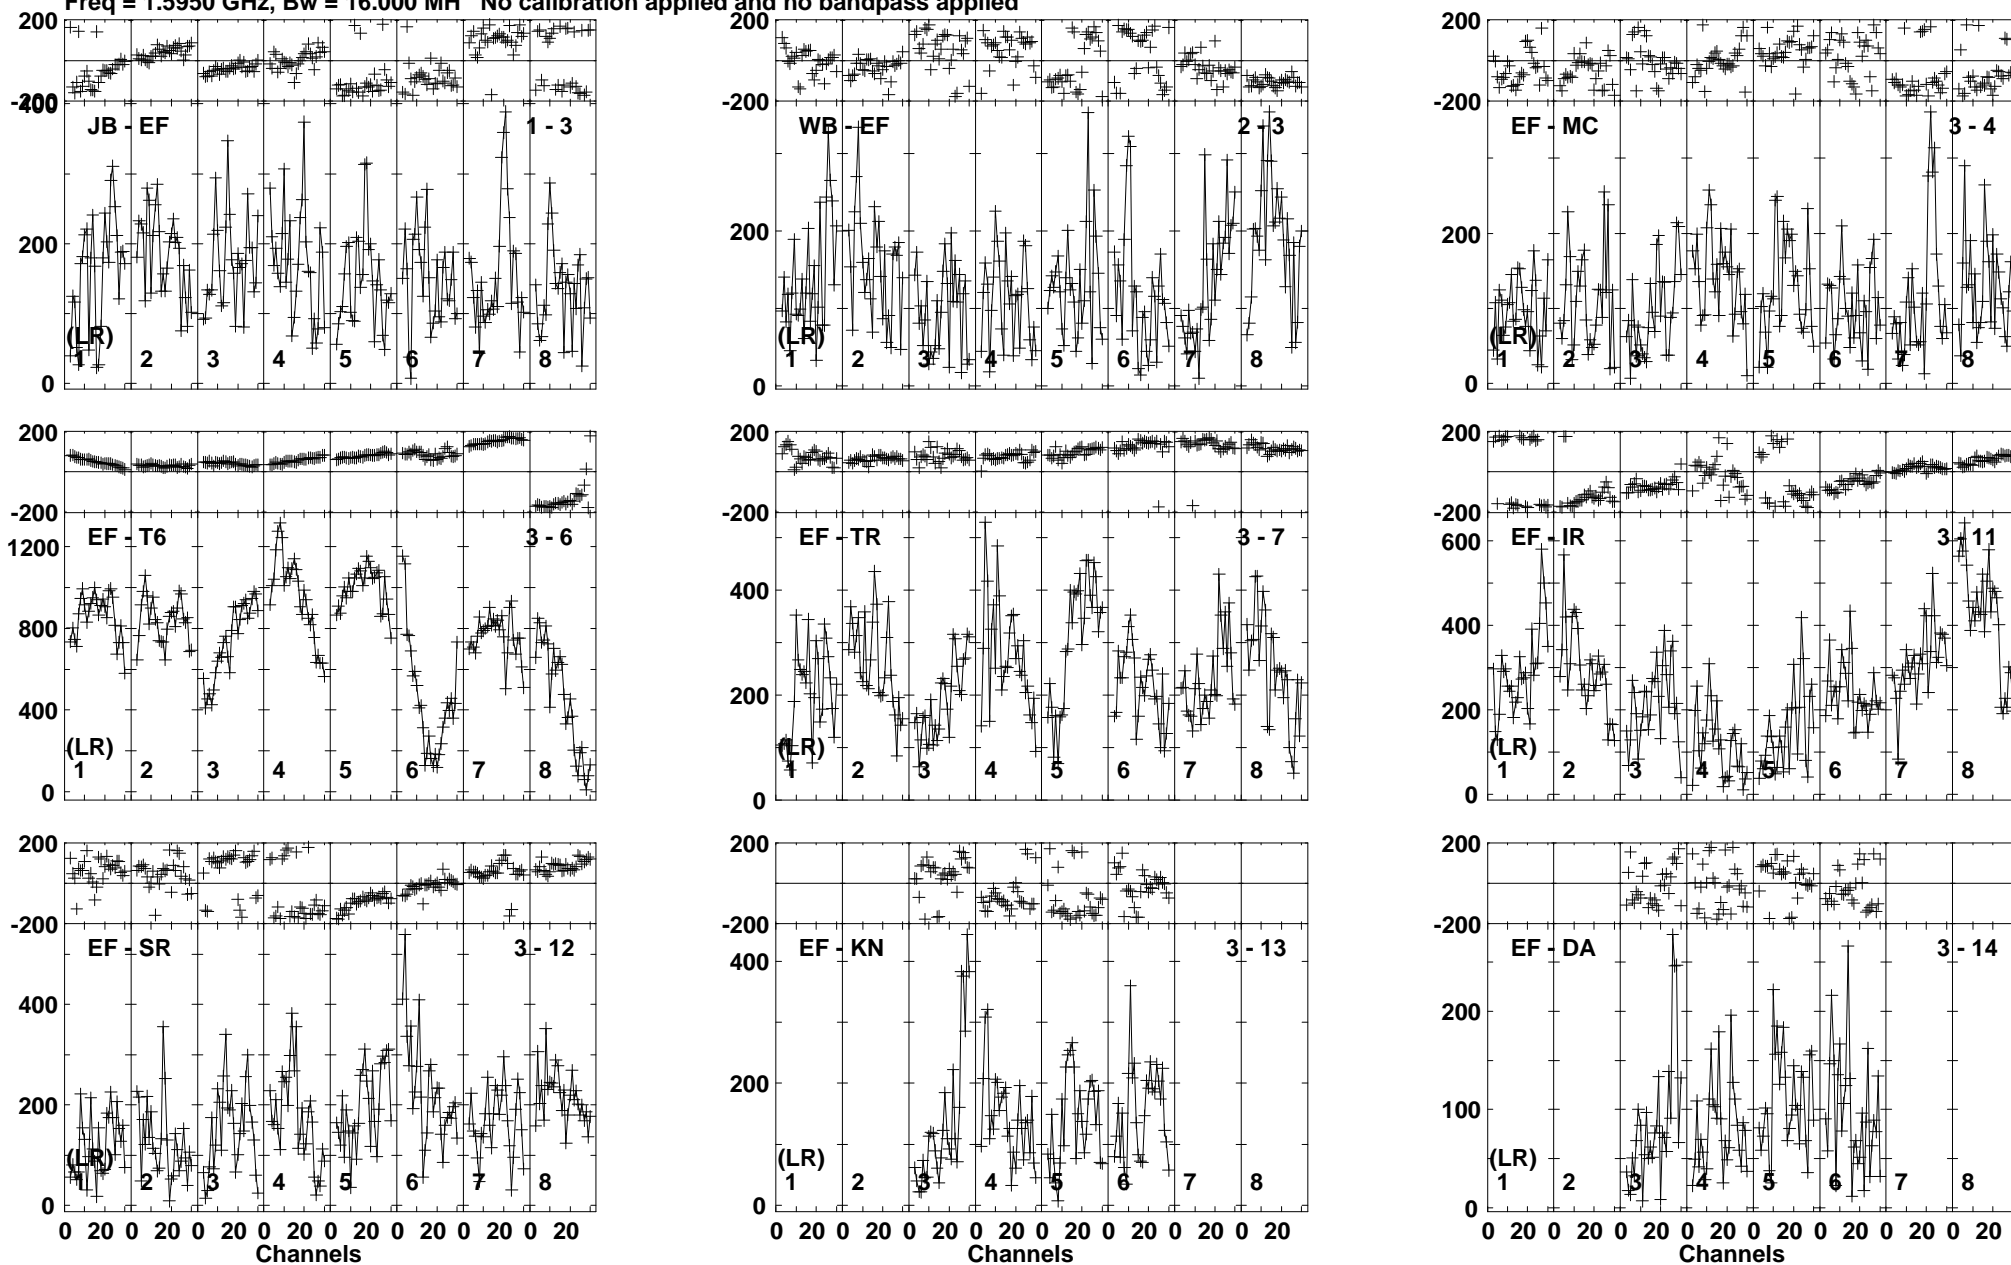 Freq = 1.5950 GHz, Bw = 16.000 MH No calibration applied and no bandpass applied
200
-200
400
200
0
JB - EF
1 - 3
(LR)
1 2 3 4 5 6 7 8
200
-200
200
0
WB - EF
2 - 3
(LR)
1 2 3 4 5 6 7 8
200
-200
200
0
EF - MC
3 - 4
(LR)
1 2 3 4 5 6 7 8
200
-200
1200
800
400
0
EF - T6
3 - 6
(LR)
1 2 3 4 5 6 7 8
200
-200
400
200
0
EF - TR
3 - 7
(LR)
1 2 3 4 5 6 7 8
200
-200
600
400
200
0
EF - IR
3 - 11
(LR)
1 2 3 4 5 6 7 8
200
-200
400
200
0
EF - SR
3 - 12
(LR)
1 2 3 4 5 6 7 8
0 20 0 20 0 20 0 20 0 20 0 20 0 20 0 20
Channels
200
-200
400
200
0
EF - KN
3 - 13
(LR)
1 2 3 4 5 6 7 8
0 20 0 20 0 20 0 20 0 20 0 20 0 20 0 20
Channels
200
-200
200
100
0
EF - DA
3 - 14
(LR)
1 2 3 4 5 6 7 8
0 20 0 20 0 20 0 20 0 20 0 20 0 20 0 20
Channels